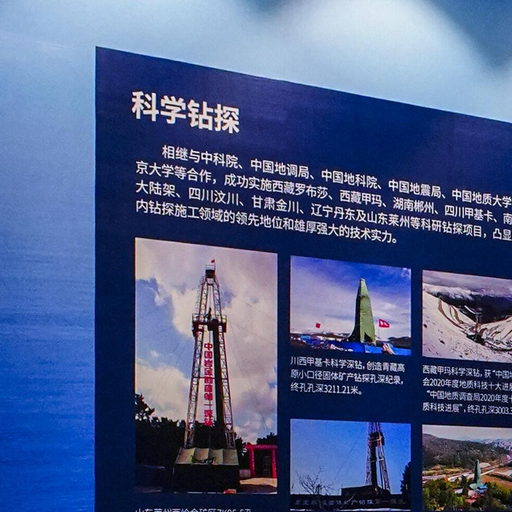 科学钻探
相继与中科院、中国地调局、中国地科院、中国地震局、中国地质大学
京大学等合作，成功实施西藏罗布莎、西藏甲玛、湖南郴州、四川甲基卡、南
大陆架、四川汶川、甘肃金川、辽宁丹东及山东莱州等科研钻探项目，凸显
内钻探施工领域的领先地位和雄厚强大的技术实力。
川西甲基卡科学深钻，创造青藏高
原小口径固体矿产钻探孔深纪录，
终孔孔深3211.21米。
西藏甲玛科学深钻，获“中国地
会2020年度地质科技十大进展
“中国地质调查局2020年度十
质科技进展”，终孔孔深3003.3